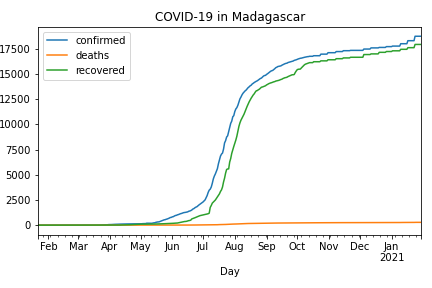 COVID-19 in Madagascar
confirmed
deaths
recovered
17500
15000
12500
10000
7500
5000
2500
0
Feb Mar Apr May Jun Jul Aug Sep Oct Nov Dec Jan
2021
Day